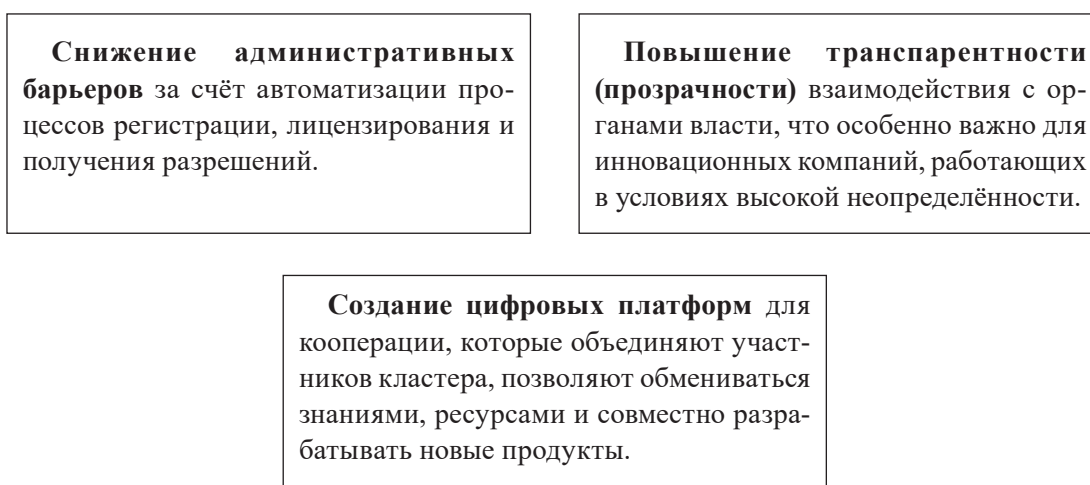 Снижение административных
барьеров за счёт автоматизации про-
цессов регистрации, лицензирования и
получения разрешений.
Повышение транспарентности
(прозрачности) взаимодействия с ор-
ганами власти, что особенно важно для
инновационных компаний, работающих
в условиях высокой неопределённости.
Создание цифровых платформ для
кооперации, которые объединяют участ-
ников кластера, позволяют обмениваться
знаниями, ресурсами и совместно разра-
батывать новые продукты.